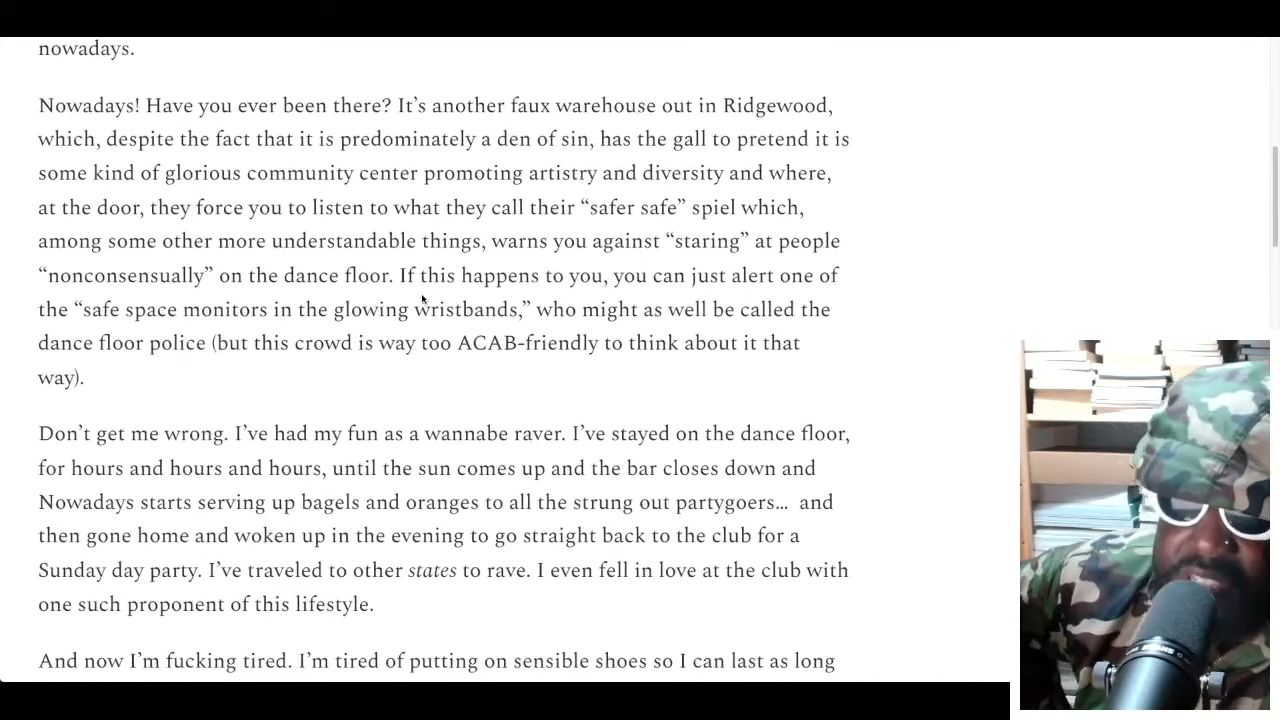 nowadays.
Nowadays! Have you ever been there? It’s another faux warehouse out in Ridgewood,
which, despite the fact that it is predominately a den of sin, has the gall to pretend it is
some kind of glorious community center promoting artistry and diversity and where,
at the door, they force you to listen to what they call their “safer safe” spiel which,
among some other more understandable things, warns you against “staring” at people
“nonconsensually” on the dance floor. If this happens to you, you can just alert one of
the “safe space monitors in the glowing wristbands,” who might as well be called the
dance floor police (but this crowd is way too ACAB-friendly to think about it that
way).
Don’t get me wrong. I’ve had my fun as a wannabe raver. I’ve stayed on the dance floor,
for hours and hours and hours, until the sun comes up and the bar closes down and
Nowadays starts serving up bagels and oranges to all the strung out partygoers… and
then gone home and woken up in the evening to go straight back to the club for a
Sunday day party. I’ve traveled to other states to rave. I even fell in love at the club with
one such proponent of this lifestyle.
And now I’m fucking tired. I’m tired of putting on sensible shoes so I can last as long